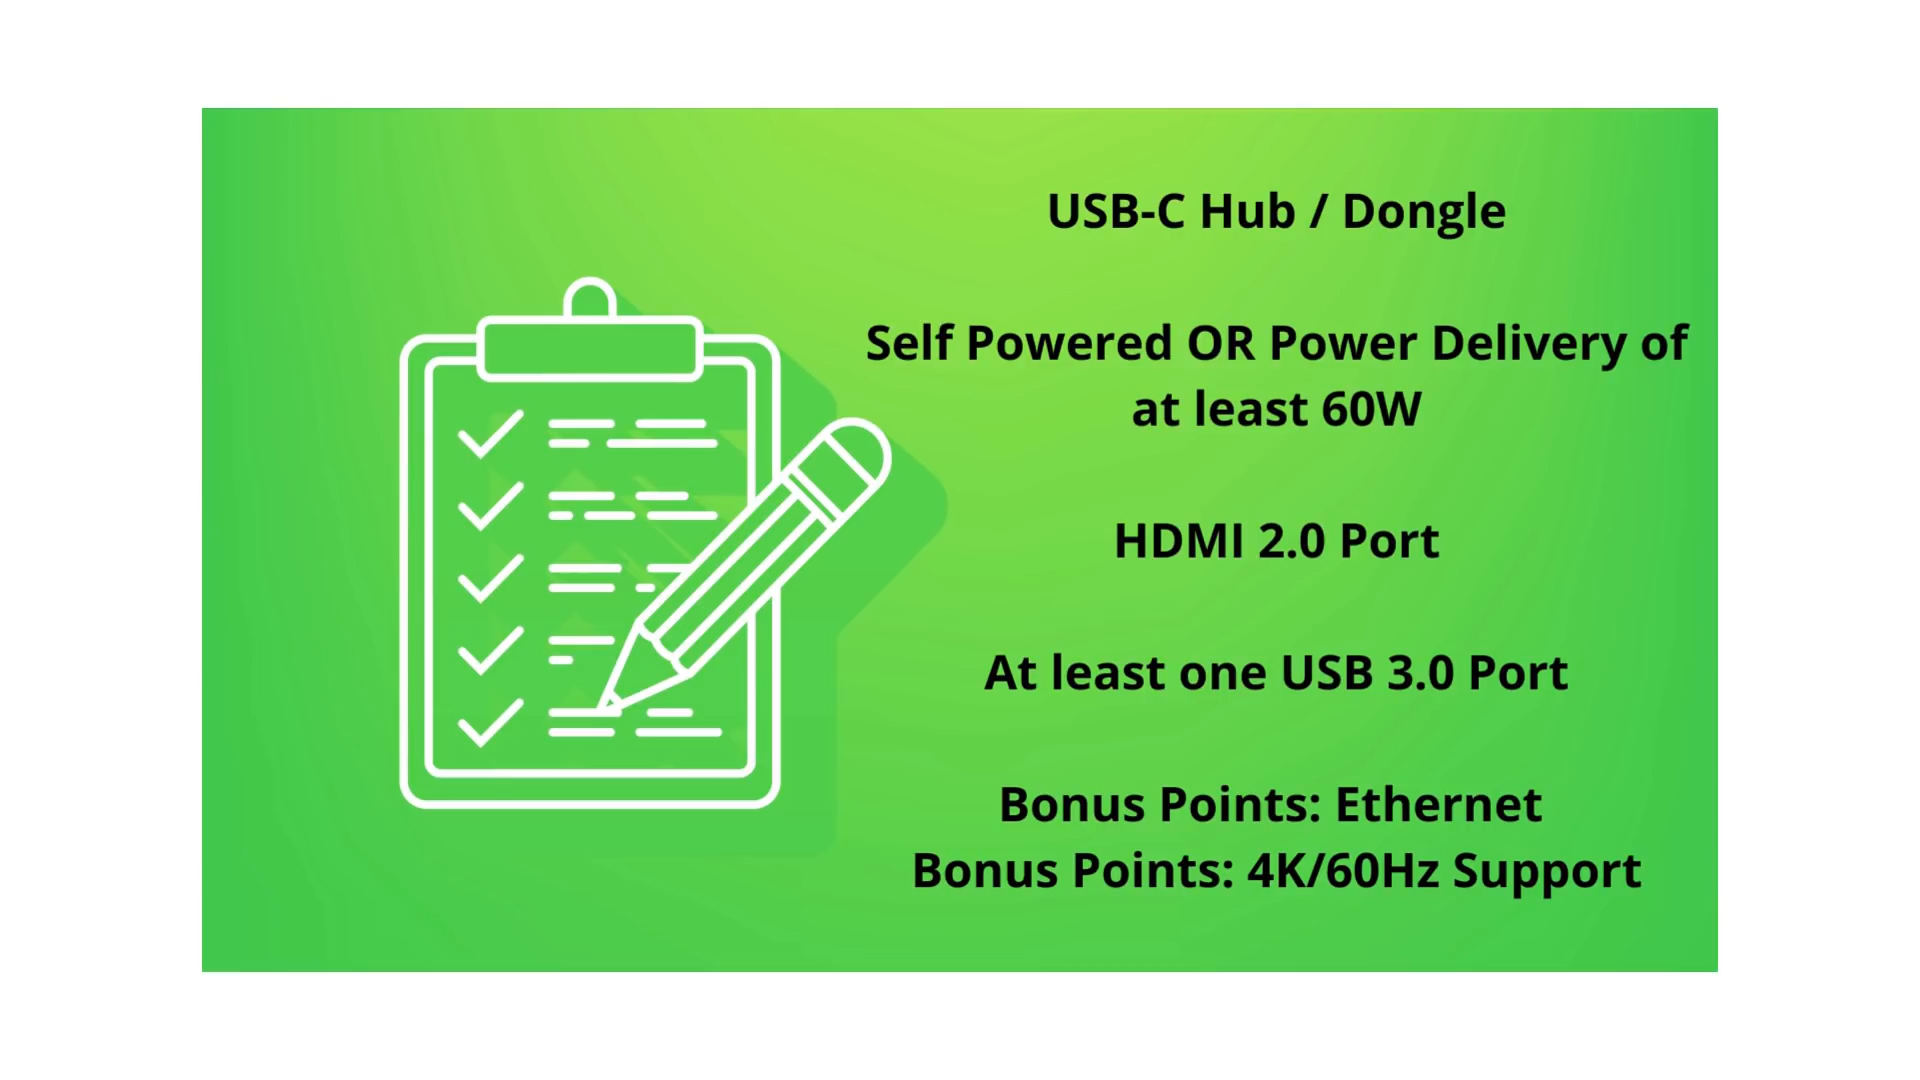 USB-C Hub / Dongle
Self Powered OR Power Delivery of
at least 60W
HDMI 2.0 Port
At least one USB 3.0 Port
Bonus Points: Ethernet
Bonus Points: 4K/60Hz Support